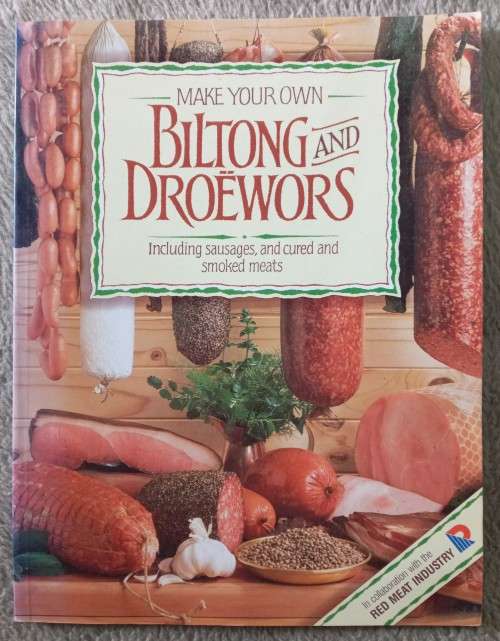 MAKE YOUR OWN
BILTONG AND
DROËWORS
Including sausages, and cured and
smoked meats
In collaboration with the
RED MEAT INDUSTRY